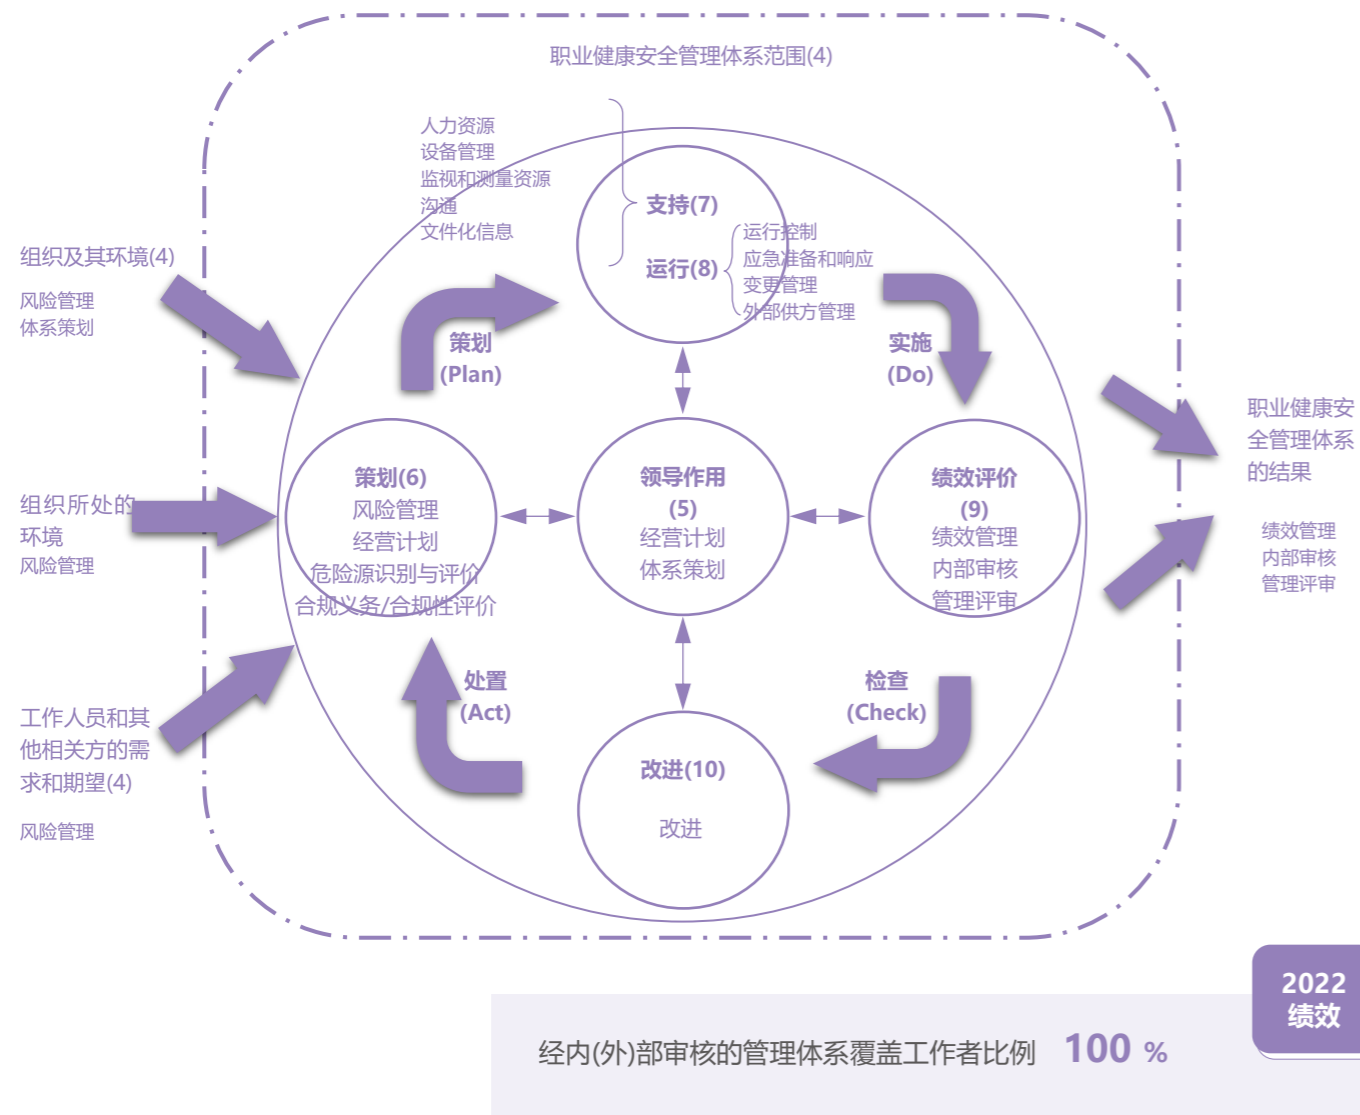 职业健康安全管理体系范围(4)
人力资源
设备管理
监视和测量资源
沟通
文件化信息
支持(7)
运行(8)
运行控制
应急准备和响应
变更管理
外部供方管理
组织及其环境(4)
风险管理
体系策划
策划
(Plan)
实施
(Do)
组织所处的
环境
风险管理
策划(6)
风险管理
经营计划
危险源识别与评价
合规义务/合规性评价
领导作用
(5)
经营计划
体系策划
绩效评价
(9)
绩效管理
内部审核
管理评审
职业健康安
全管理体系
的结果
绩效管理
内部审核
管理评审
工作人员和其
他相关方的需
求和期望(4)
风险管理
处置
(Act)
检查
(Check)
改进(10)
改进
2022
绩效
经内(外)部审核的管理体系覆盖工作者比例 100 %